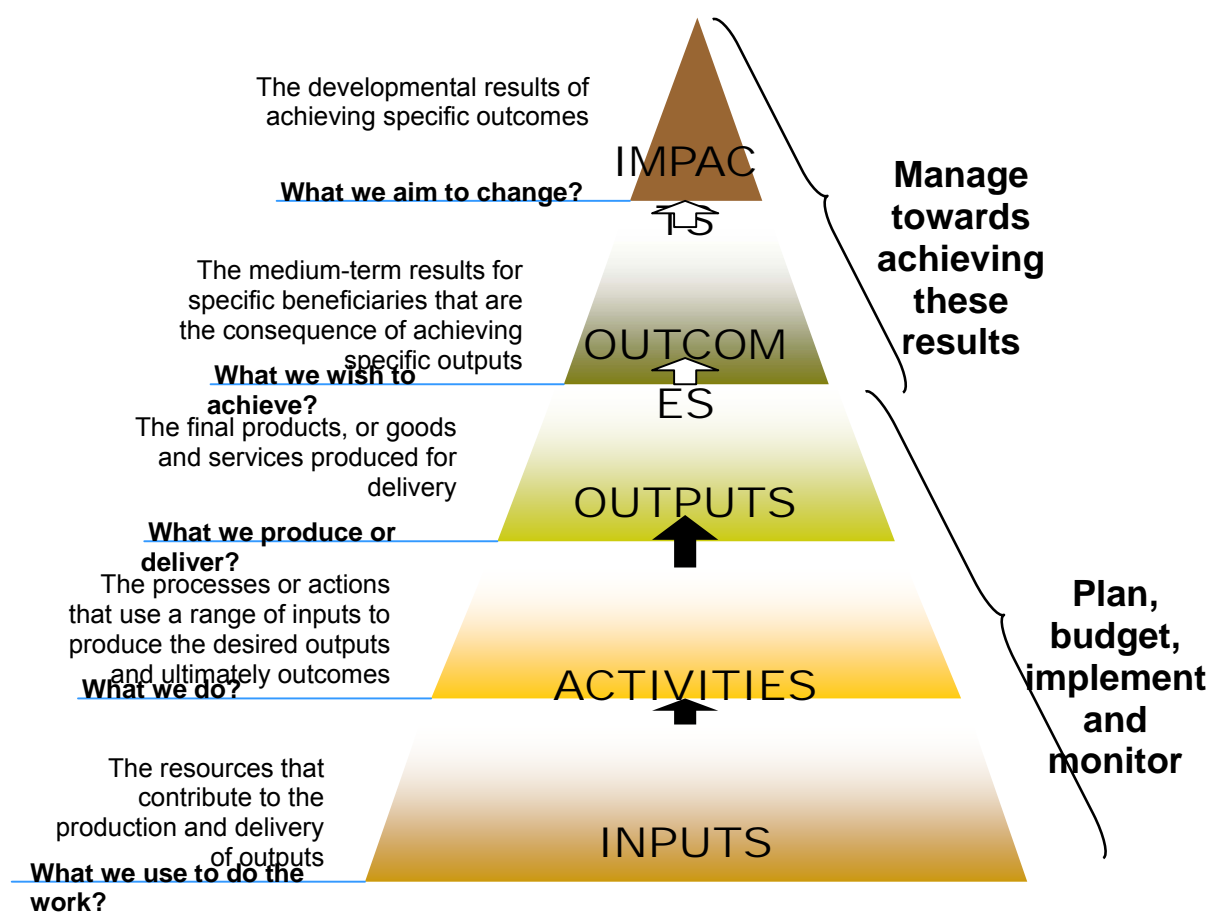 The developmental results of
achieving specific outcomes
IMPAC
TS
What we aim to change?
Manage
towards
achieving
these
results
The medium-term results for
specific beneficiaries that are
the consequence of achieving
specific outputs
OUTCOM
ES
What we wish to
achieve?
The final products, or goods
and services produced for
delivery
OUTPUTS
What we produce or
deliver?
The processes or actions
that use a range of inputs to
produce the desired outputs
and ultimately outcomes
ACTIVITIES
What we do?
Plan,
budget,
implement
and
monitor
The resources that
contribute to the
production and delivery
of outputs
INPUTS
What we use to do the
work?